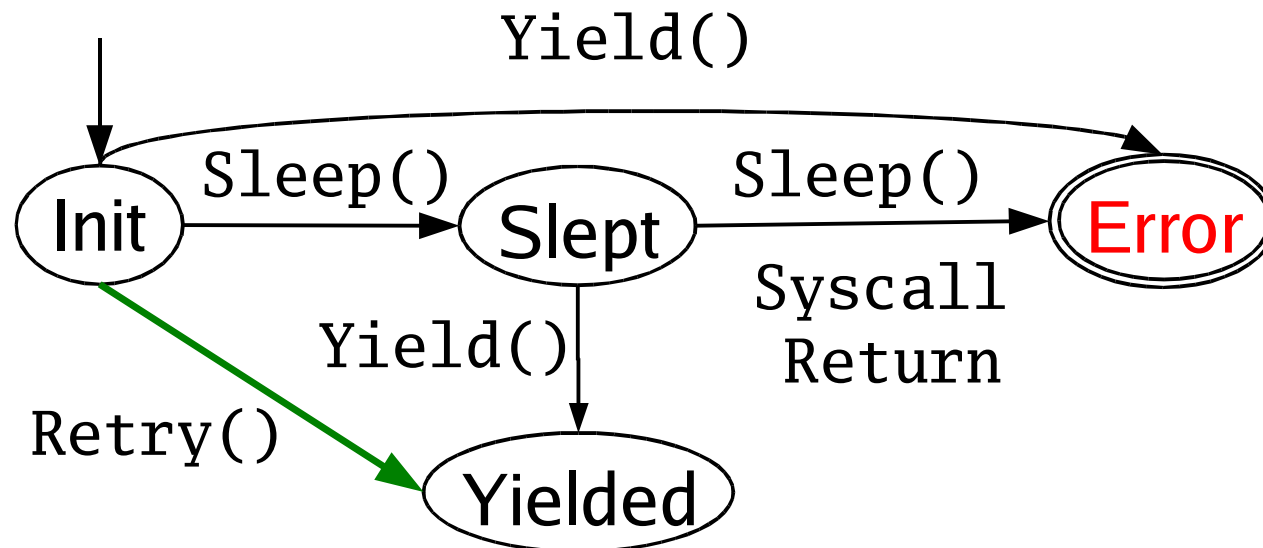 Yield()
Sleep()
Sleep()
Init
Slept
Error
Syscall
Return
Yield()
Retry()
Yielded